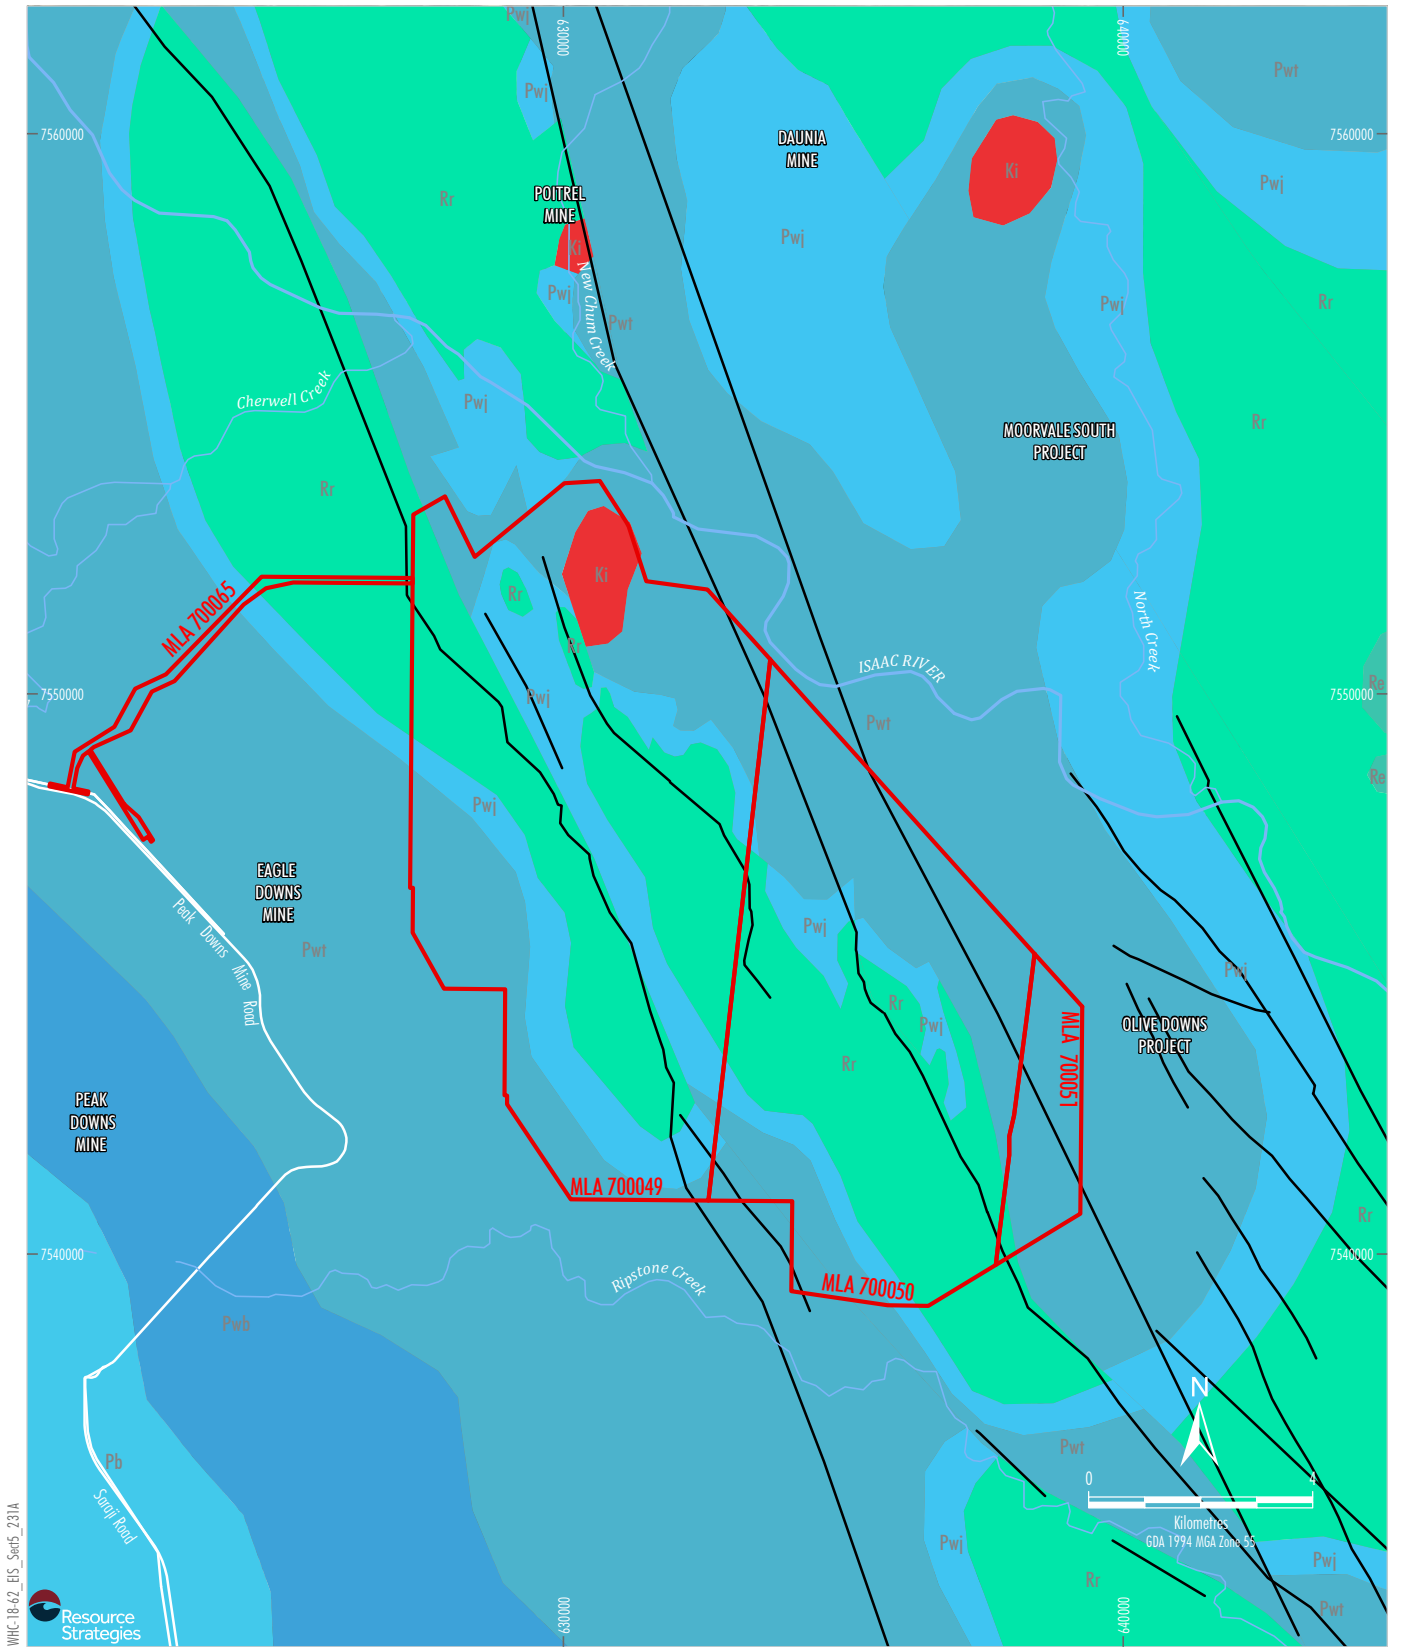 Pwj
630000
640000
Pwt
Pwj
7560000
DAUNIA
MINE
7560000
Ki
Pwj
Rr
POITREL
MINE
Pwj
Ki
Pwj
New Chum Creek
Pwt
Pwj
Rr
Cherwell Creek
Pwj
Rr
MOORVALE SOUTH
PROJECT
Rr
Ki
Rr
MLA 700065
Rr
North Creek
ISAAC RIVER
7550000
Pwj
Re
7550000
Pwt
Re
Pwj
EAGLE
DOWNS
MINE
Peak Downs Mine Road
Pwt
Pwj
Pwj
Rr
Pwj
MLA 700051
OLIVE DOWNS
PROJECT
Rr
PEAK
DOWNS
MINE
MLA 700049
Rr
7540000
7540000
Ripstone Creek
MLA 700050
Pwb
N
Pwt
Pb
0
4
Saraji Road
Kilometres
GDA 1994 MGA Zone 55
Pwj
Pwj
Rr
Pwt
630000
640000
WHC-18-62_EIS_Sect5_231A
Resource
Strategies